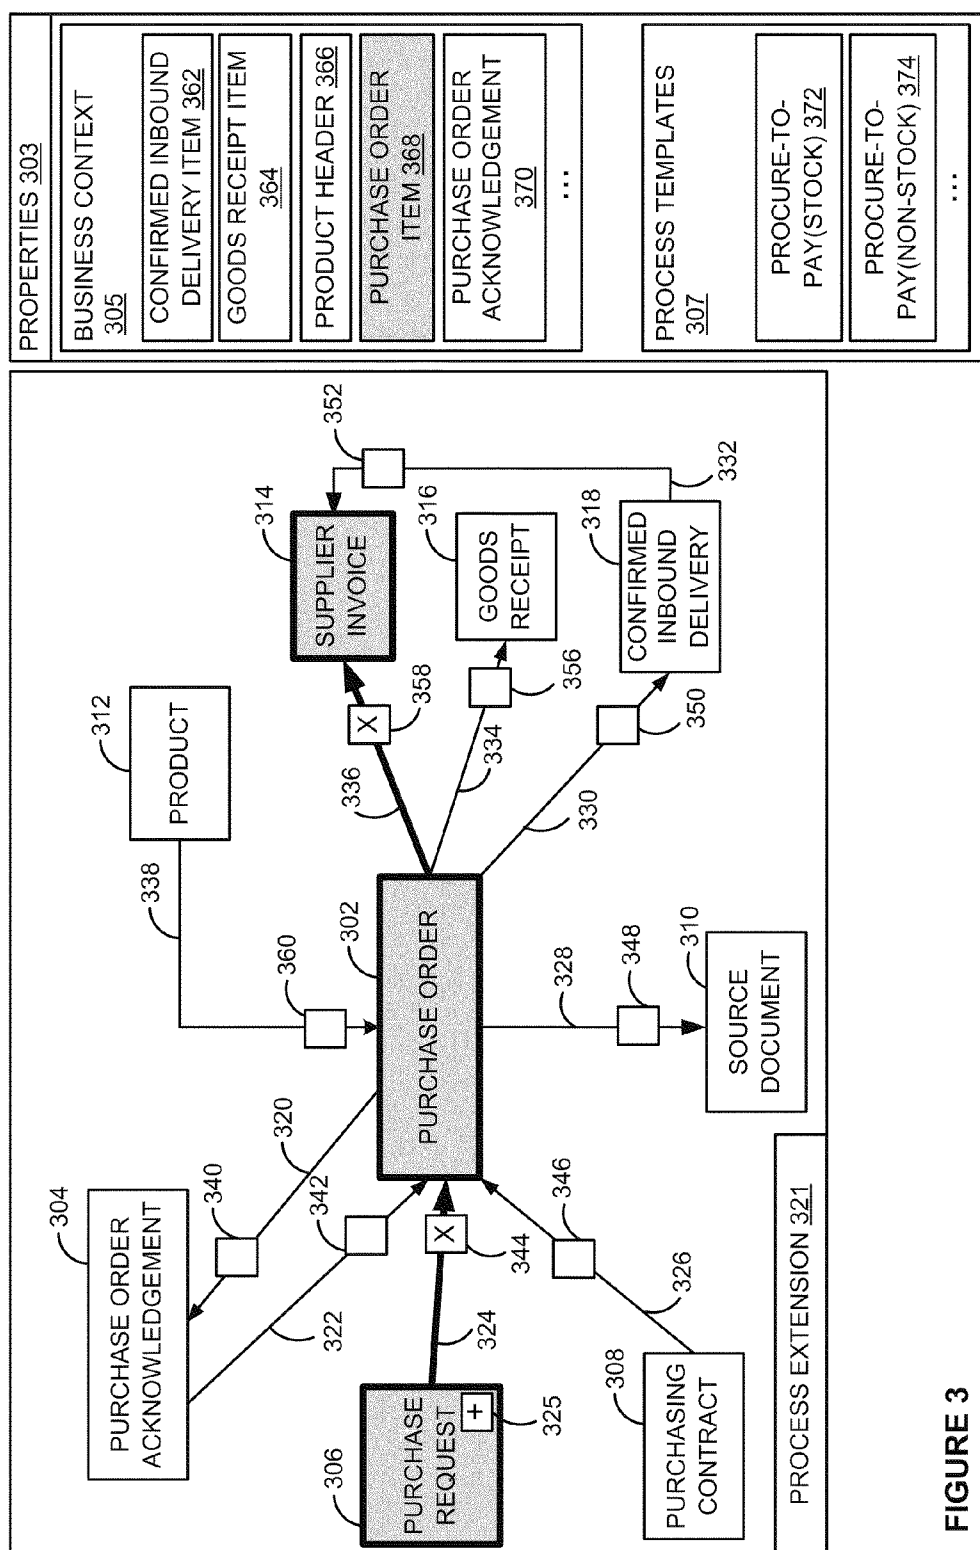 304
PURCHASE ORDER
ACKNOWLEDGEMENT
340
320
322
342
306
PURCHASE
REQUEST
+
325
324
X
344
308
PURCHASING
CONTRACT
326
346
PROCESS EXTENSION 321
338
312
PRODUCT
360
302
PURCHASE ORDER
328
348
310
SOURCE
DOCUMENT
336
X
358
314
SUPPLIER
INVOICE
352
334
356
316
GOODS
RECEIPT
330
350
318
CONFIRMED
INBOUND
DELIVERY
332
PROPERTIES 303
BUSINESS CONTEXT
305
CONFIRMED INBOUND
DELIVERY ITEM 362
GOODS RECEIPT ITEM
364
PRODUCT HEADER 366
PURCHASE ORDER
ITEM 368
PURCHASE ORDER
ACKNOWLEDGEMENT
370
...
PROCESS TEMPLATES
307
PROCURE-TO-
PAY(STOCK) 372
PROCURE-TO-
PAY(NON-STOCK) 374
...
FIGURE 3